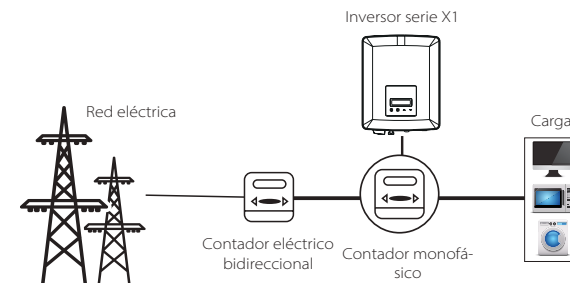 Inversor serie X1
Red eléctrica
Carga
Contador eléctrico
bidireccional
Contador monofá-
sico